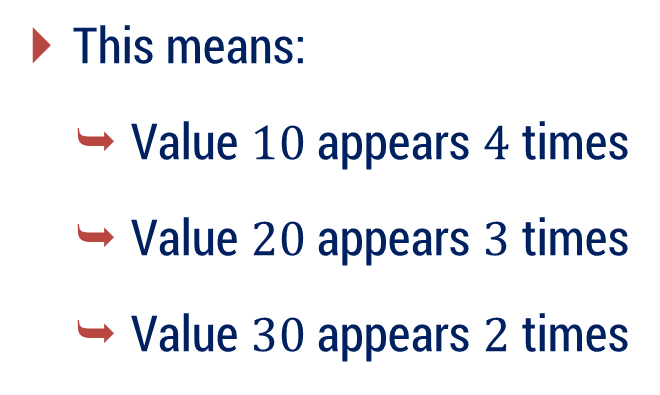 This means:
Value 10 appears 4 times
Value 20 appears 3 times
Value 30 appears 2 times